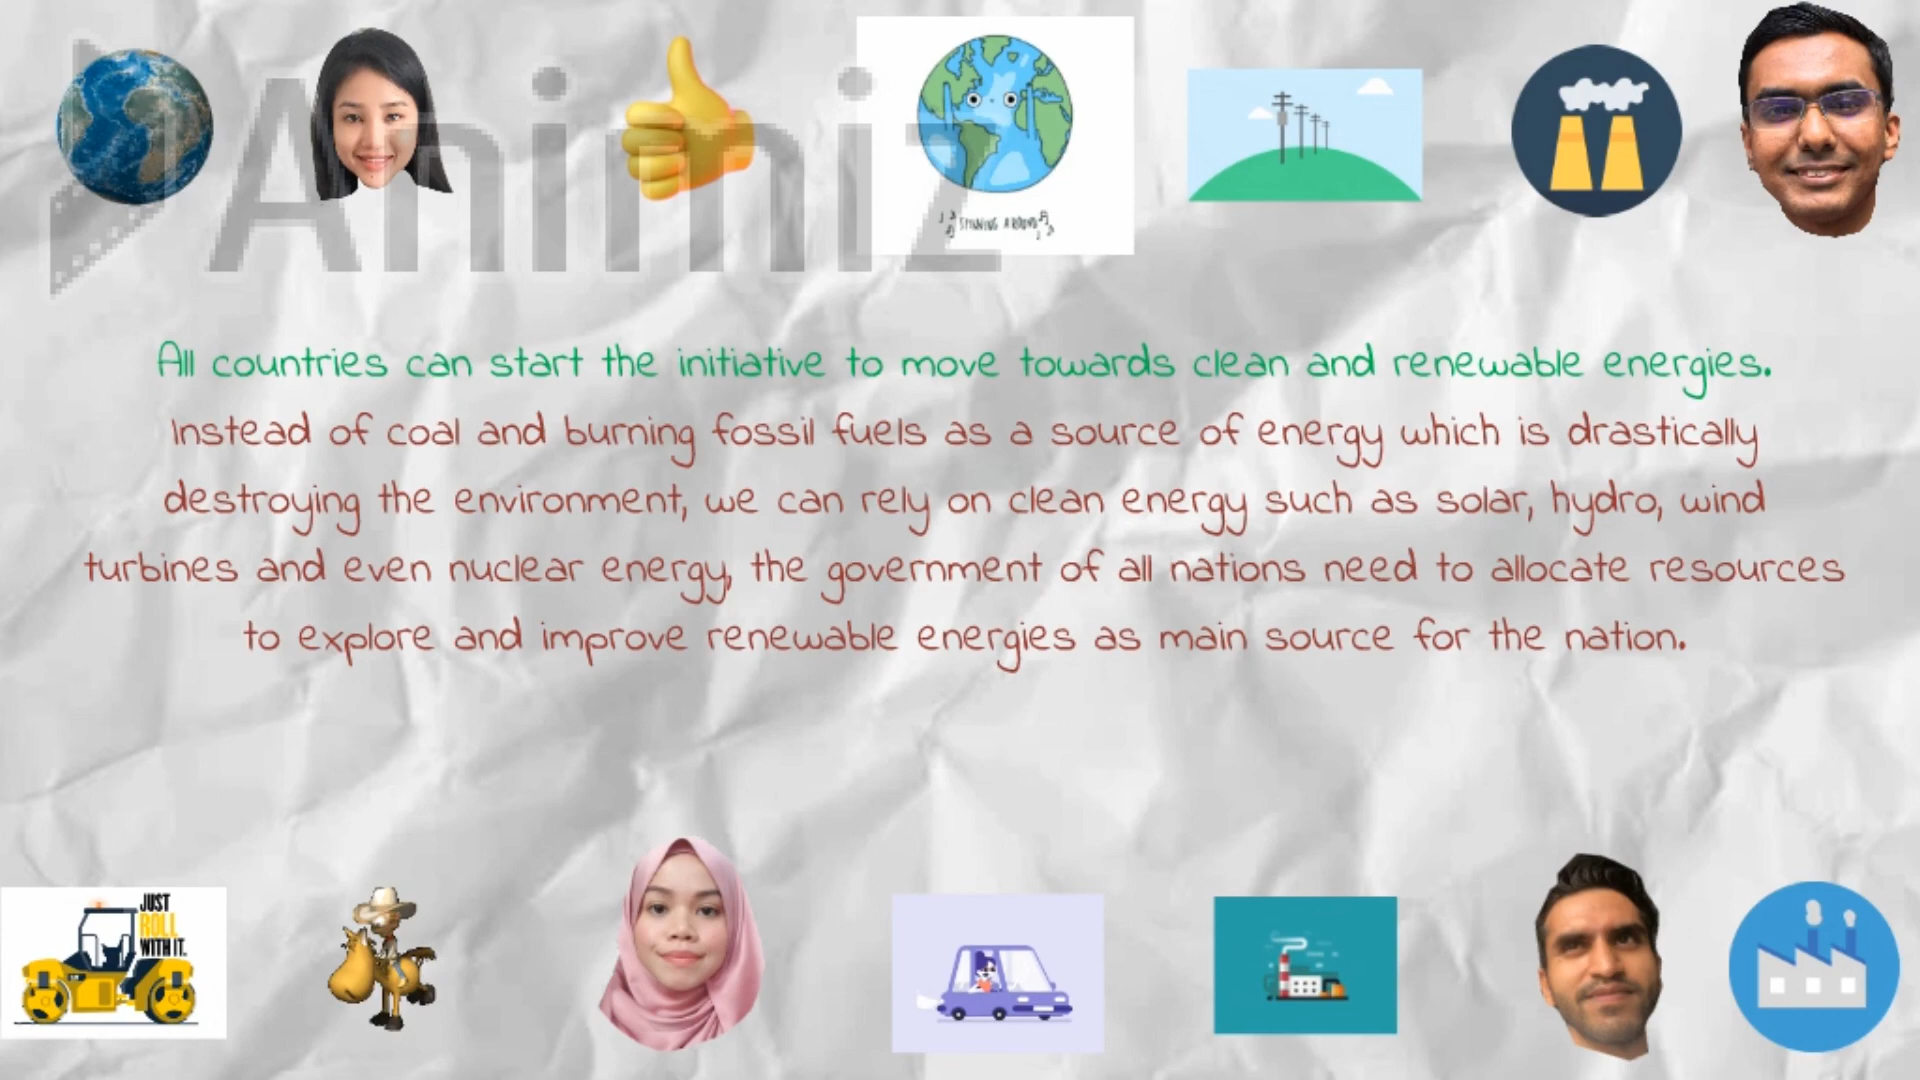 Animiz
SPINNING AROUND
All countries can start the initiative to move towards clean and renewable energies.
Instead of coal and burning fossil fuels as a source of energy which is drastically
destroying the environment, we can rely on clean energy such as solar, hydro, wind
turbines and even nuclear energy, the government of all nations need to allocate resources
to explore and improve renewable energies as main source for the nation.
JUST
ROLL
WITH IT.